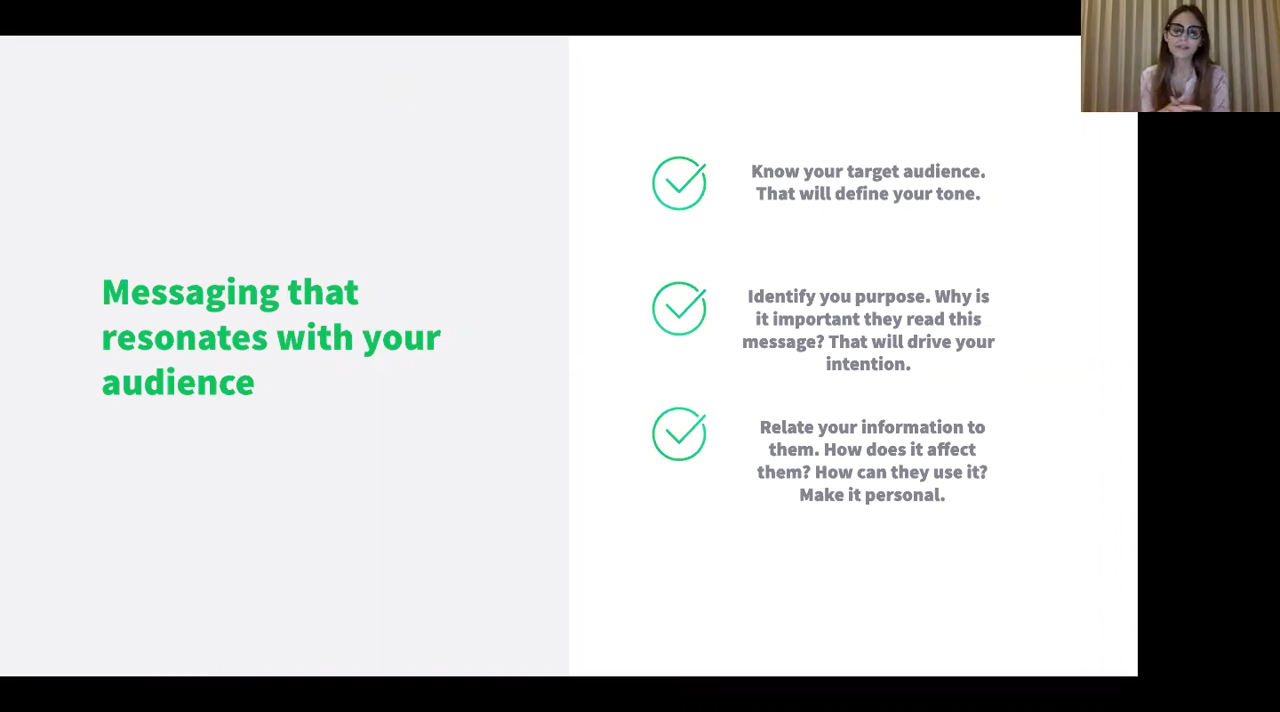 Messaging that
resonates with your
audience
Know your target audience.
That will define your tone.
Identify you purpose. Why is
it important they read this
message? That will drive your
intention.
Relate your information to
them. How does it affect
them? How can they use it?
Make it personal.